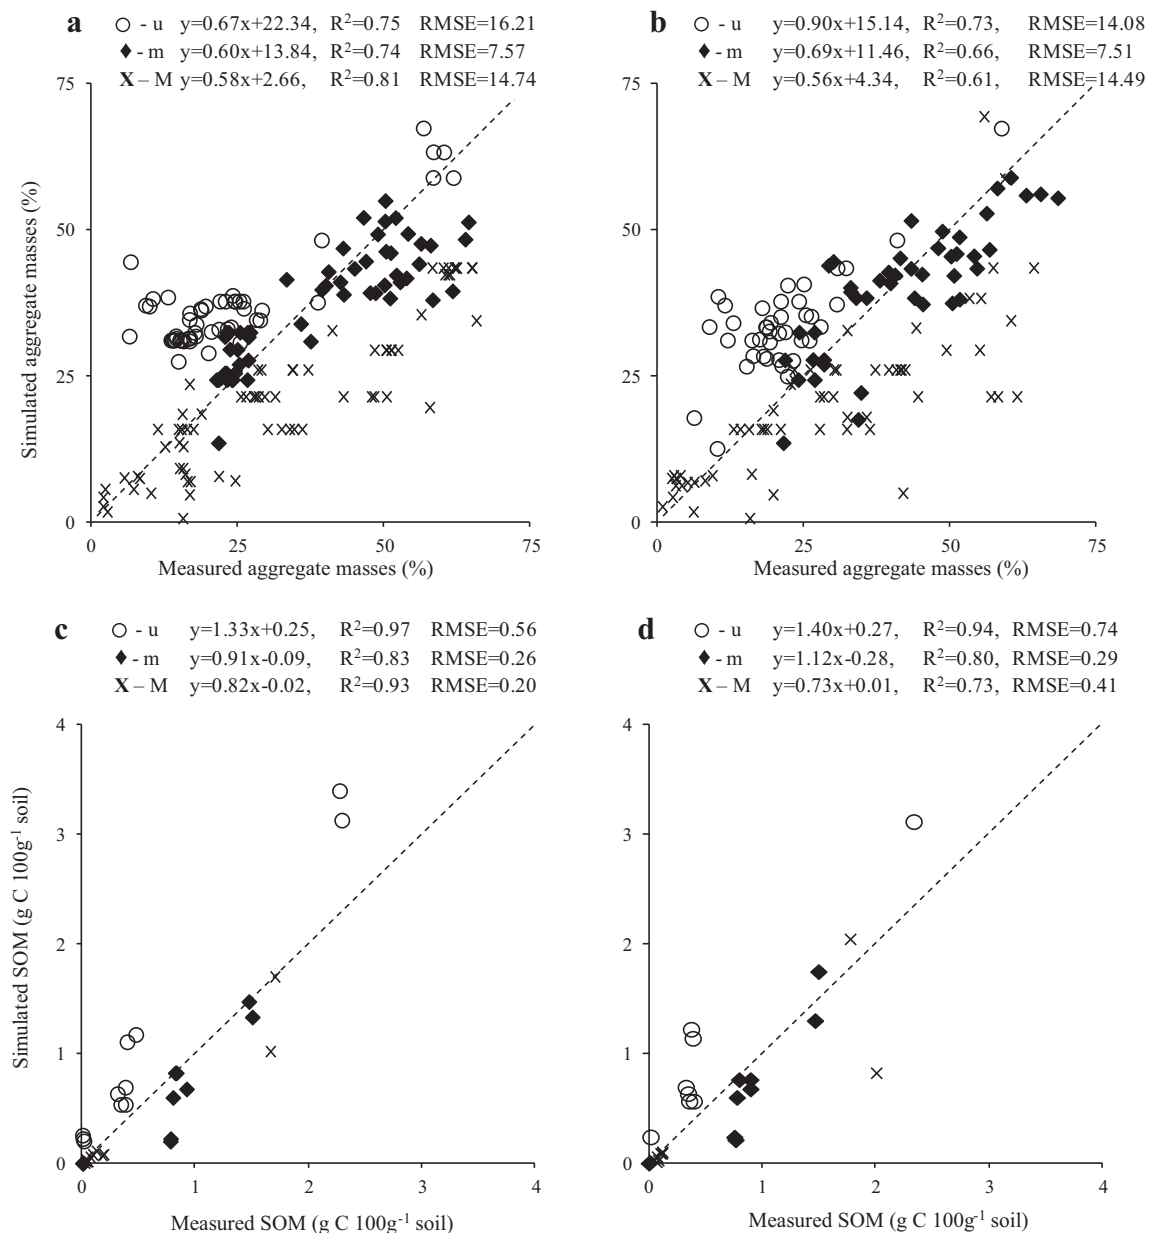 a
○ - u y=0.67x+22.34, R²=0.75 RMSE=16.21
◆ - m y=0.60x+13.84, R²=0.74 RMSE=7.57
X – M y=0.58x+2.66, R²=0.81 RMSE=14.74
75
50
25
0
0 25 50 75
Simulated aggregate masses (%)
Measured aggregate masses (%)
b
○ - u y=0.90x+15.14, R²=0.73, RMSE=14.08
◆ - m y=0.69x+11.46, R²=0.66, RMSE=7.51
X – M y=0.56x+4.34, R²=0.61, RMSE=14.49
75
50
25
0
0 25 50 75
Measured aggregate masses (%)
c
○ - u y=1.33x+0.25, R²=0.97 RMSE=0.56
◆ - m y=0.91x-0.09, R²=0.83 RMSE=0.26
X – M y=0.82x-0.02, R²=0.93 RMSE=0.20
4
3
2
1
0
0 1 2 3 4
Simulated SOM (g C 100g⁻¹ soil)
Measured SOM (g C 100g⁻¹ soil)
d
○ - u y=1.40x+0.27, R²=0.94, RMSE=0.74
◆ - m y=1.12x-0.28, R²=0.80, RMSE=0.29
X – M y=0.73x+0.01, R²=0.73, RMSE=0.41
4
3
2
1
0
0 1 2 3 4
Measured SOM (g C 100g⁻¹ soil)